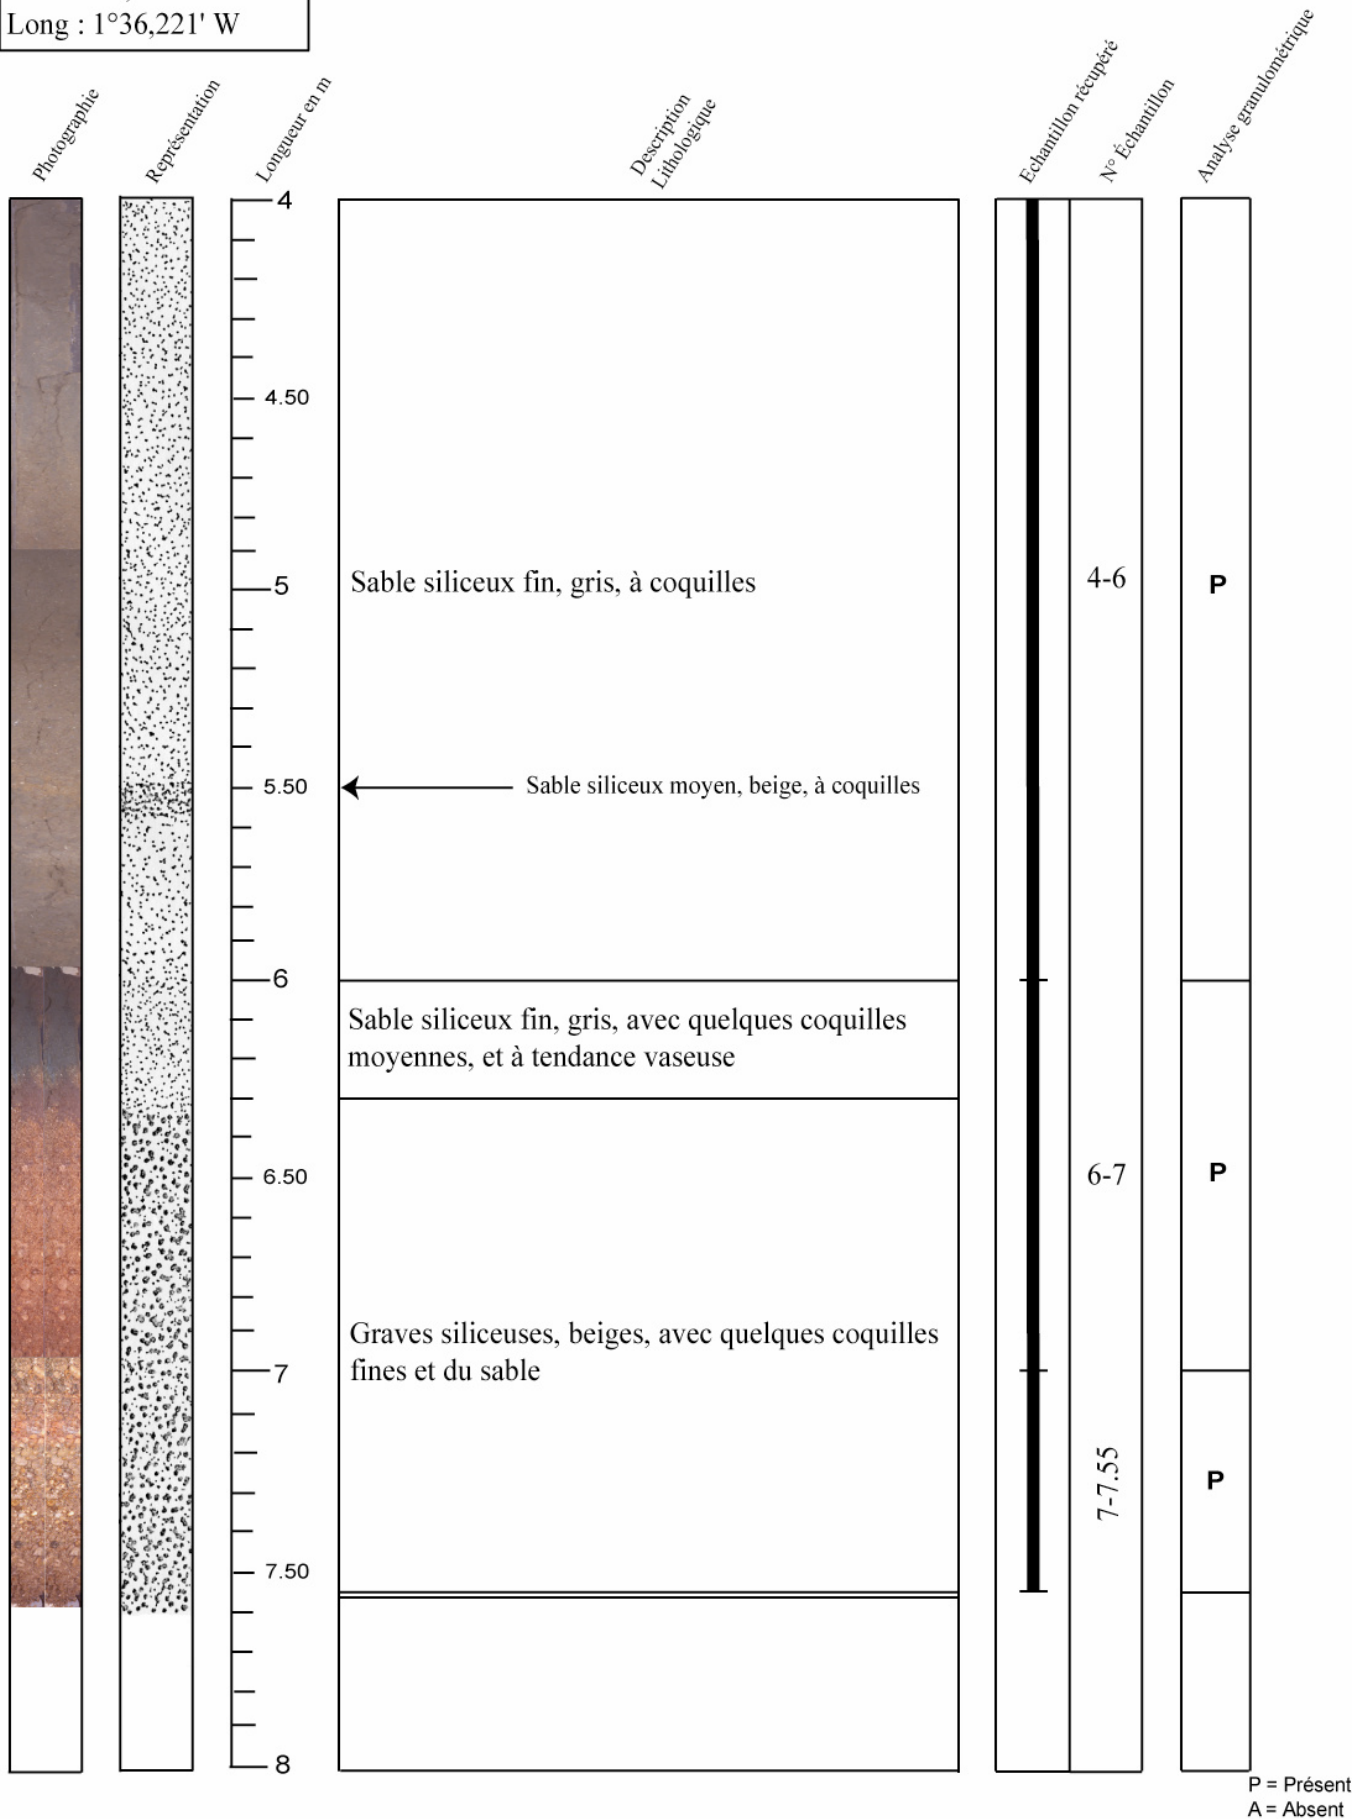 Long : 1°36,221' W
Photographie
Représentation
Longueur en m
Description
Lithologique
Echantillon récupéré
N° Échantillon
Analyse granulométrique
4
4.50
5
Sable siliceux fin, gris, à coquilles
4-6
P
5.50
Sable siliceux moyen, beige, à coquilles
6
Sable siliceux fin, gris, avec quelques coquilles
moyennes, et à tendance vaseuse
6.50
6-7
P
Graves siliceuses, beiges, avec quelques coquilles
fines et du sable
7
7-7.55
P
7.50
8
P = Présent
A = Absent